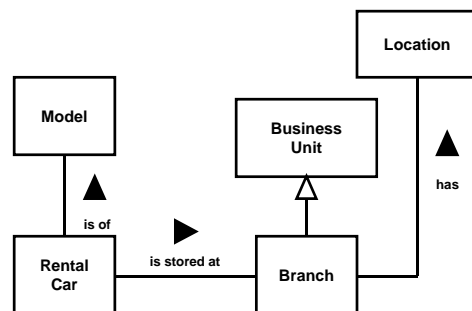 Location
Model
Business
Unit
has
is of
is stored at
Rental
Car
Branch